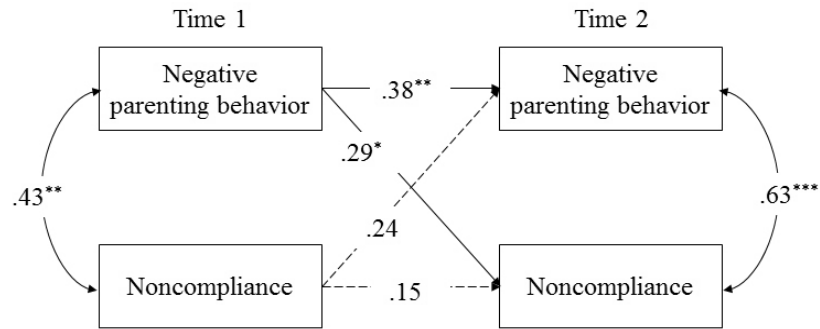 Time 1
Time 2
Negative
parenting behavior
.38**
Negative
parenting behavior
.29*
.43**
.63***
.24
Noncompliance
.15
Noncompliance